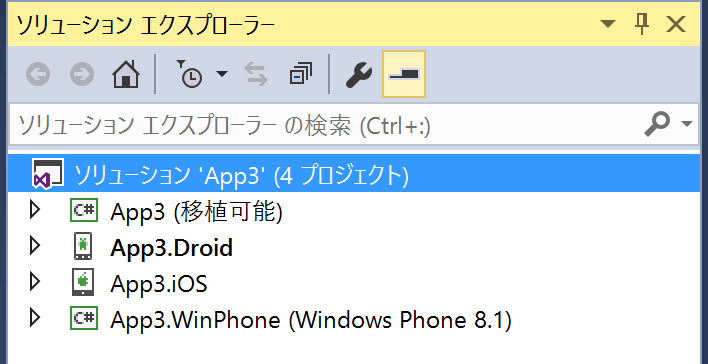 ソリューション エクスプローラー
ソリューション エクスプローラー の検索 (Ctrl+:)
ソリューション 'App3' (4 プロジェクト)
C# App3 (移植可能)
App3.Droid
App3.iOS
C# App3.WinPhone (Windows Phone 8.1)